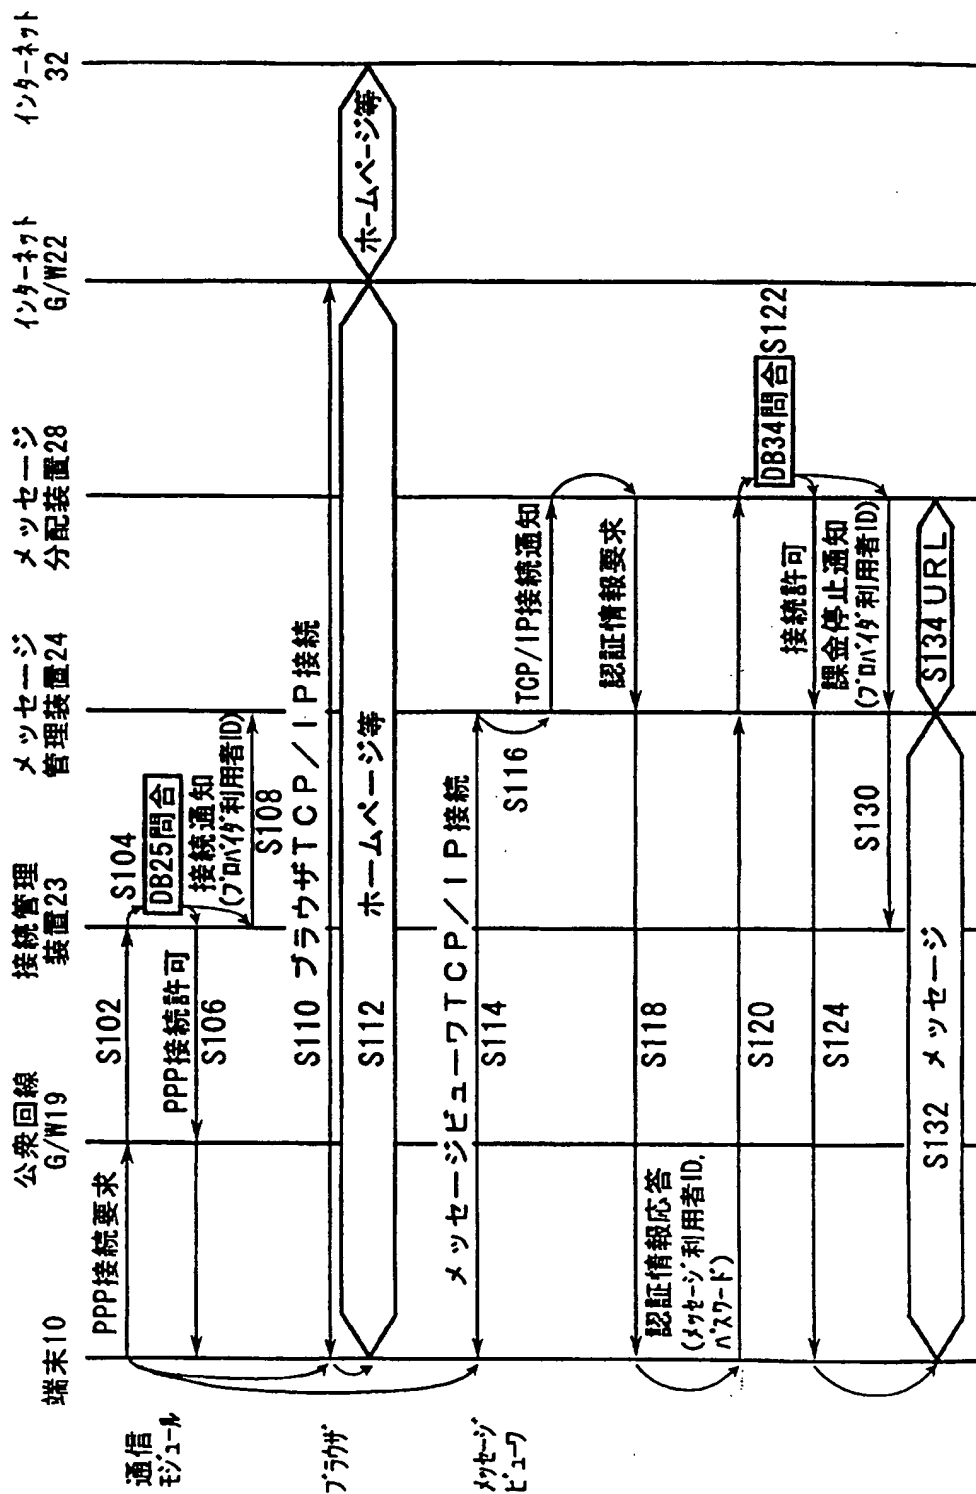 端末10
公衆回線
G/W19
接続管理
装置23
メッセージ
管理装置24
メッセージ
分配装置28
インターネット
G/W22
インターネット
32
通信
モジュール
PPP接続要求
S102
S104
DB25問合
PPP接続許可
S106
接続通知
(プロバイダ利用者ID)
S108
ブラウザ
S110 ブラウザTCP/IP接続
S112
ホームページ等
ホームページ等
メッセージ
ビューワ
メッセージビューワTCP/IP接続
S114
S116
TCP/IP接続通知
認証情報要求
S118
認証情報応答
(メッセージ利用者ID,
パスワード)
S120
DB34問合
S122
接続許可
S124
課金停止通知
(プロバイダ利用者ID)
S130
S132 メッセージ
S134 URL